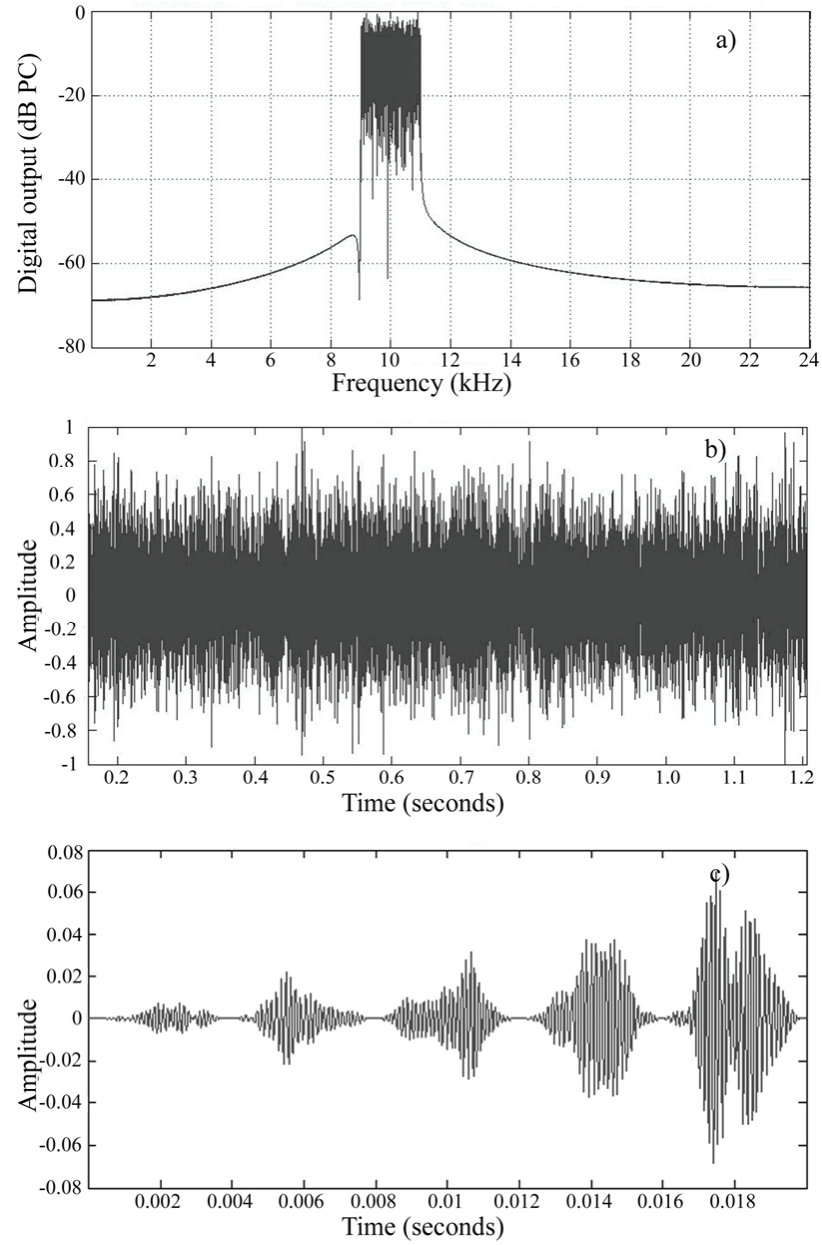 a)
Digital output (dB PC)
0
-20
-40
-60
-80
2 4 6 8 10 12 14 16 18 20 22 24
Frequency (kHz)
b)
Amplitude
1
0.8
0.6
0.4
0.2
0
-0.2
-0.4
-0.6
-0.8
-1
0.2 0.3 0.4 0.5 0.6 0.7 0.8 0.9 1.0 1.1 1.2
Time (seconds)
c)
Amplitude
0.08
0.06
0.04
0.02
0
-0.02
-0.04
-0.06
-0.08
0.002 0.004 0.006 0.008 0.01 0.012 0.014 0.016 0.018
Time (seconds)